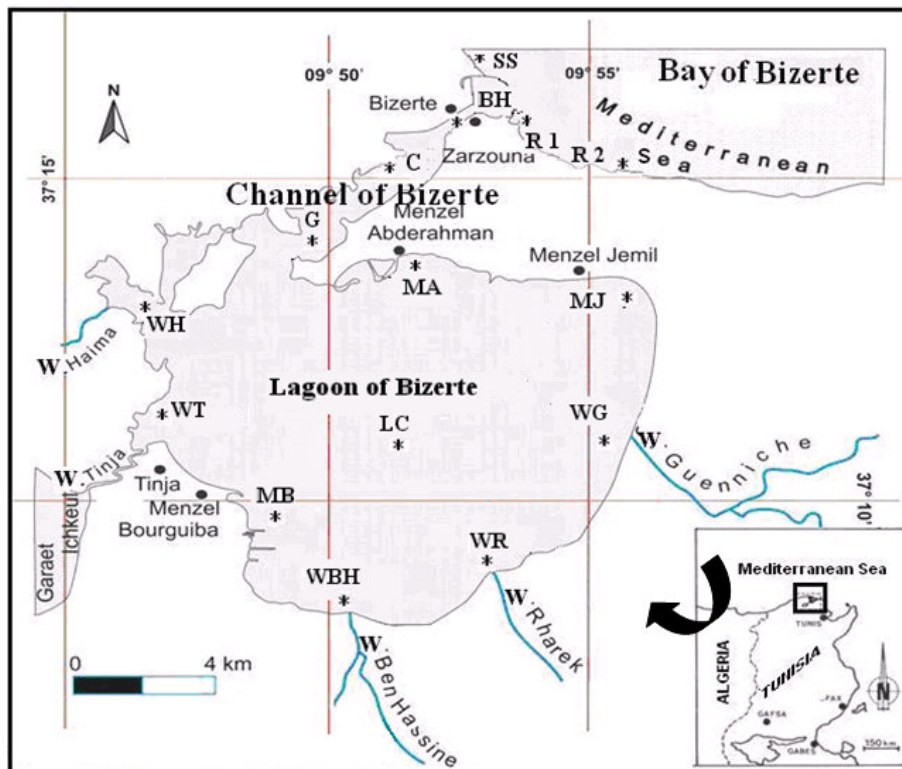 SS
Bay of Bizerte
09° 50'
09° 55'
N
Bizerte
BH
Mediterranean Sea
R 1
Zarzouna
R 2
C
37° 15'
Channel of Bizerte
G
Menzel
Abderahman
Menzel Jemil
MA
MJ
WH
W. Haima
Lagoon of Bizerte
WT
LC
WG
W. Guenniche
W. Tinja
Tinja
MB
Menzel
Bourguiba
37° 10'
Garaet
Ichkeul
WR
WBH
W. Rharek
W. Ben Hassine
0
4 km
Mediterranean Sea
TUNIS
ALGERIA
TUNISIA
N
FAX
GAFSA
GABES
150 km